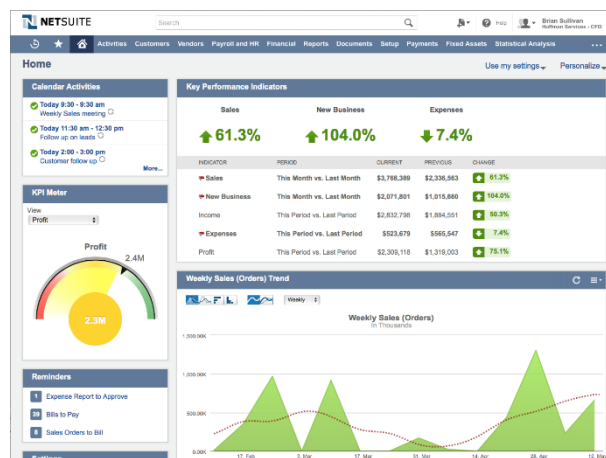 NETSUITE
Search
Help
Brian Sullivan
Huffman Services - CFO
Activities Customers Vendors Payroll and HR Financial Reports Documents Setup Payments Fixed Assets Statistical Analysis ...
Home
Use my settings
Personalize
Calendar Activities
Today 9:30 - 9:30 am
Weekly Sales meeting
Today 11:30 am - 12:30 pm
Follow up on leads
Today 2:00 - 3:00 pm
Customer follow up
More...
KPI Meter
View
Profit
Profit
2.4M
2.3M
Reminders
1 Expense Report to Approve
39 Bills to Pay
8 Sales Orders to Bill
Settings
Key Performance Indicators
Sales New Business Expenses
61.3% 104.0% 7.4%
INDICATOR PERIOD CURRENT PREVIOUS CHANGE
Sales This Month vs. Last Month $3,768,389 $2,336,563 61.3%
New Business This Month vs. Last Month $2,071,801 $1,015,660 104.0%
Income This Period vs. Last Period $2,832,798 $1,884,551 50.3%
Expenses This Period vs. Last Period $523,679 $565,547 7.4%
Profit This Period vs. Last Period $2,309,118 $1,319,003 75.1%
Weekly Sales (Orders) Trend
Weekly
Weekly Sales (Orders)
In Thousands
1,500.00K
1,000.00K
500.00K
0.00K
17. Feb 3. Mar 17. Mar 31. Mar 14. Apr 28. Apr 12. May